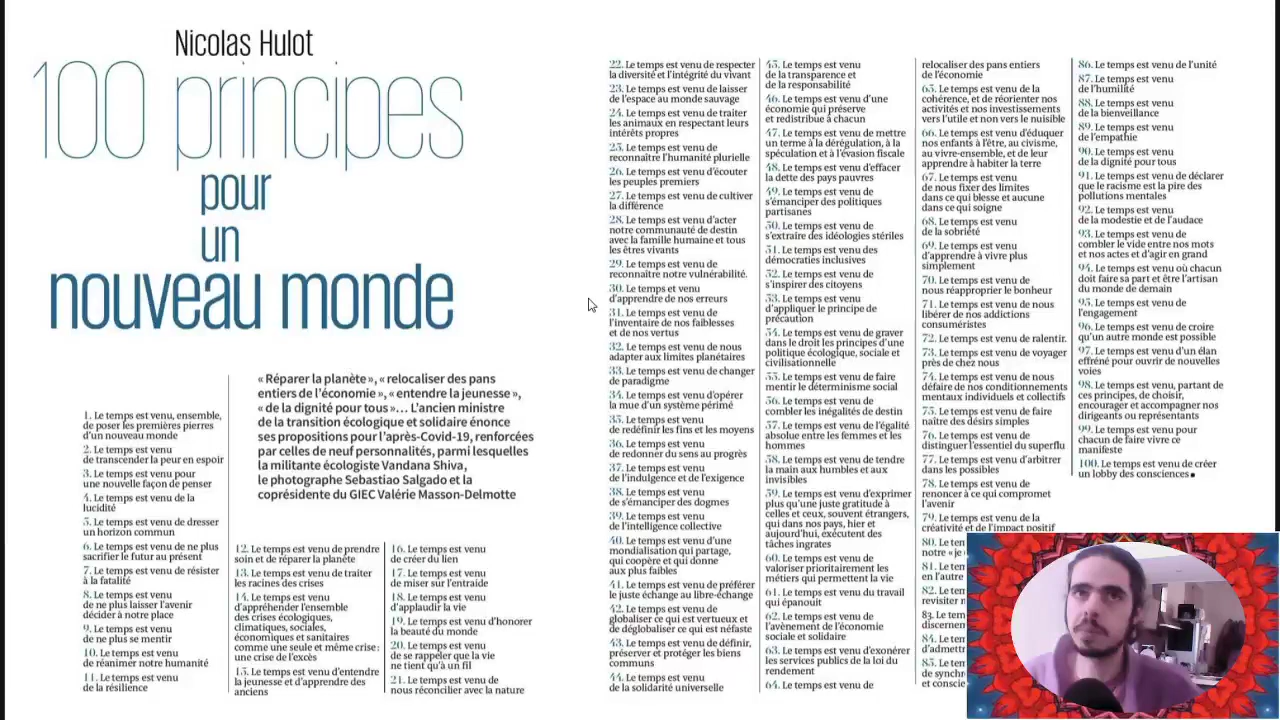 Nicolas Hulot
100 principes
pour
un
nouveau monde
« Réparer la planète », « relocaliser des pans
entiers de l'économie », « entendre la jeunesse »,
« de la dignité pour tous »… L'ancien ministre
de la transition écologique et solidaire énonce
ses propositions pour l'après-Covid-19, renforcées
par celles de neuf personnalités, parmi lesquelles
la militante écologiste Vandana Shiva,
le photographe Sebastiao Salgado et la
coprésidente du GIEC Valérie Masson-Delmotte
1. Le temps est venu, ensemble,
de poser les premières pierres
d'un nouveau monde
2. Le temps est venu
de transcender la peur en espoir
3. Le temps est venu pour
une nouvelle façon de penser
4. Le temps est venu de la
lucidité
5. Le temps est venu de dresser
un horizon commun
6. Le temps est venu de ne plus
sacrifier le futur au présent
7. Le temps est venu de résister
à la fatalité
8. Le temps est venu
de ne plus laisser l'avenir
décider à notre place
9. Le temps est venu
de ne plus se mentir
10. Le temps est venu
de réanimer notre humanité
11. Le temps est venu
de la résilience
12. Le temps est venu de prendre
soin et de réparer la planète
13. Le temps est venu de traiter
les racines des crises
14. Le temps est venu
d'appréhender l'ensemble
des crises écologiques,
climatiques, sociales,
économiques et sanitaires
comme une seule et même crise :
une crise de l'excès
15. Le temps est venu d'entendre
la jeunesse et d'apprendre des
anciens
16. Le temps est venu
de créer du lien
17. Le temps est venu
de miser sur l'entraide
18. Le temps est venu
d'applaudir la vie
19. Le temps est venu d'honorer
la beauté du monde
20. Le temps est venu
de se rappeler que la vie
ne tient qu'à un fil
21. Le temps est venu de
nous réconcilier avec la nature
22. Le temps est venu de respecter
la diversité et l'intégrité du vivant
23. Le temps est venu de laisser
de l'espace au monde sauvage
24. Le temps est venu de traiter
les animaux en respectant leurs
intérêts propres
25. Le temps est venu de
reconnaître l'humanité plurielle
26. Le temps est venu d'écouter
les peuples premiers
27. Le temps est venu de cultiver
la différence
28. Le temps est venu d'acter
notre communauté de destin
avec la famille humaine et tous
les êtres vivants
29. Le temps est venu de
reconnaître notre vulnérabilité.
30. Le temps et venu
d'apprendre de nos erreurs
31. Le temps est venu de
l'inventaire de nos faiblesses
et de nos vertus
32. Le temps est venu de nous
adapter aux limites planétaires
33. Le temps est venu de changer
de paradigme
34. Le temps est venu d'opérer
la mue d'un système périmé
35. Le temps est venu de
de redéfinir les fins et les moyens
36. Le temps est venu de
de redonner du sens au progrès
37. Le temps est venu
de l'indulgence et de l'exigence
38. Le temps est venu
de s'émanciper des dogmes
39. Le temps est venu
de l'intelligence collective
40. Le temps est venu d'une
mondialisation qui partage,
qui coopère et qui donne
aux plus faibles
41. Le temps est venu de préférer
le juste échange au libre-échange
42. Le temps est venu de
globaliser ce qui est vertueux et
de déglobaliser ce qui est néfaste
43. Le temps est venu de définir,
préserver et protéger les biens
communs
44. Le temps est venu
de la solidarité universelle
45. Le temps est venu
de la transparence et
de la responsabilité
46. Le temps est venu d'une
économie qui préserve
et redistribue à chacun
47. Le temps est venu de mettre
un terme à la dérégulation, à la
spéculation et à l'évasion fiscale
48. Le temps est venu d'effacer
la dette des pays pauvres
49. Le temps est venu de
s'émanciper des politiques
partisanes
50. Le temps est venu de
s'extraire des idéologies stériles
51. Le temps est venu des
démocraties inclusives
52. Le temps est venu de
s'inspirer des citoyens
53. Le temps est venu
d'appliquer le principe de
précaution
54. Le temps est venu de graver
dans le droit les principes d'une
politique écologique, sociale et
civilisationnelle
55. Le temps est venu de faire
mentir le déterminisme social
56. Le temps est venu de
combler les inégalités de destin
57. Le temps est venu de l'égalité
absolue entre les femmes et les
hommes
58. Le temps est venu de tendre
la main aux humbles et aux
invisibles
59. Le temps est venu d'exprimer
plus qu'une juste gratitude à
celles et ceux, souvent étrangers,
qui dans nos pays, hier et
aujourd'hui, exécutent des
tâches ingrates
60. Le temps est venu de
valoriser prioritairement les
métiers qui permettent la vie
61. Le temps est venu du travail
qui épanouit
62. Le temps est venu de
l'avènement de l'économie
sociale et solidaire
63. Le temps est venu d'exonérer
les services publics de la loi du
rendement
64. Le temps est venu de
relocaliser des pans entiers
de l'économie
65. Le temps est venu de la
cohérence, et de réorienter nos
activités et nos investissements
vers l'utile et non vers le nuisible
66. Le temps est venu d'éduquer
nos enfants à l'être, au civisme,
au vivre-ensemble, et de leur
apprendre à habiter la terre
67. Le temps est venu
de nous fixer des limites
dans ce qui blesse et aucune
dans ce qui soigne
68. Le temps est venu
de la sobriété
69. Le temps est venu
d'apprendre à vivre plus
simplement
70. Le temps est venu de
nous réapproprier le bonheur
71. Le temps est venu de nous
libérer de nos addictions
consuméristes
72. Le temps est venu de ralentir.
73. Le temps est venu de voyager
près de chez nous
74. Le temps est venu de nous
défaire de nos conditionnements
mentaux individuels et collectifs
75. Le temps est venu de faire
naître des désirs simples
76. Le temps est venu de
distinguer l'essentiel du superflu
77. Le temps est venu d'arbitrer
dans les possibles
78. Le temps est venu de
renoncer à ce qui compromet
l'avenir
79. Le temps est venu de la
créativité et de l'impact positif
80. Le tem
notre « je
81. Le tem
en l'autre
82. Le tem
revisiter n
83. Le tem
discernem
84. Le tem
d'admett
85. Le tem
et conscie
86. Le temps est venu de l'unité
87. Le temps est venu
de l'humilité
88. Le temps est venu
de la bienveillance
89. Le temps est venu
de l'empathie
90. Le temps est venu
de la dignité pour tous
91. Le temps est venu de déclarer
que le racisme est la pire des
pollutions mentales
92. Le temps est venu
de la modestie et de l'audace
93. Le temps est venu de
combler le vide entre nos mots
et nos actes et d'agir en grand
94. Le temps est venu où chacun
doit faire sa part et être l'artisan
du monde de demain
95. Le temps est venu de
l'engagement
96. Le temps est venu de croire
qu'un autre monde est possible
97. Le temps est venu d'un élan
effréné pour ouvrir de nouvelles
voies
98. Le temps est venu, partant de
ces principes, de choisir,
encourager et accompagner nos
dirigeants ou représentants
99. Le temps est venu pour
chacun de faire vivre ce
manifeste
100. Le temps est venu de créer
un lobby des consciences